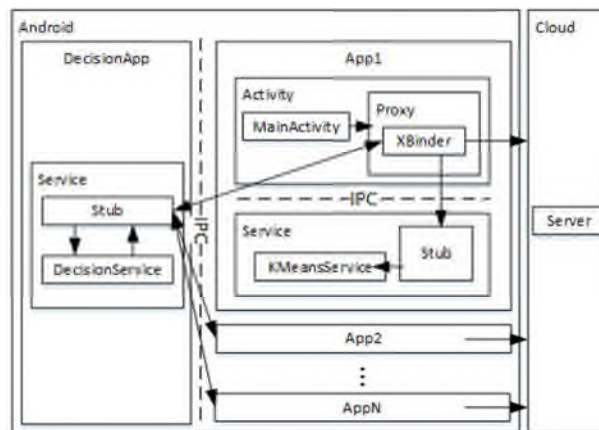 Android
DecisionApp
Service
Stub
DecisionService
IPC
App1
Activity
MainActivity
Proxy
XBinder
IPC
Service
KMeansService
Stub
App2
AppN
Cloud
Server